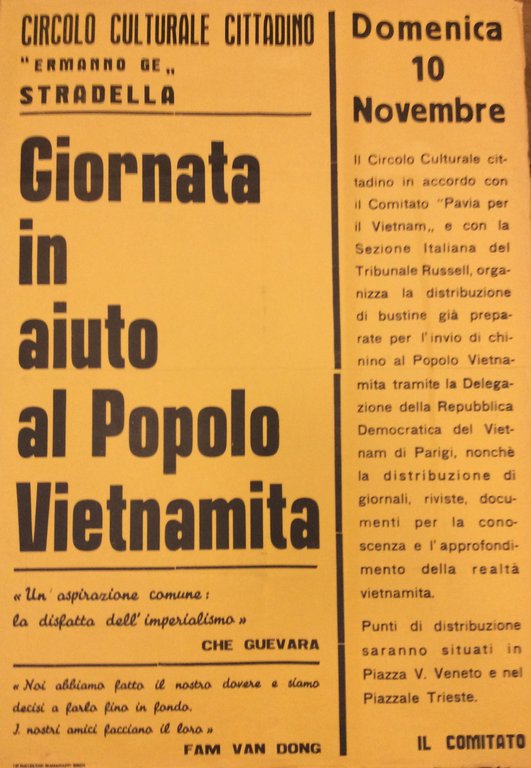 CIRCOLO CULTURALE CITTADINO
"ERMANNO GE„
STRADELLA
Giornata
in
aiuto
al Popolo
Vietnamita
«Un' aspirazione comune:
la disfatta dell'imperialismo»
CHE GUEVARA
«Noi abbiamo fatto il nostro dovere e siamo
decisi a farlo fino in fondo.
I nostri amici facciano il loro»
FAM VAN DONG
Domenica
10
Novembre
Il Circolo Culturale cit-
tadino in accordo con
il Comitato "Pavia per
il Vietnam„ e con la
Sezione Italiana del
Tribunale Russell, orga-
nizza la distribuzione
di bustine già prepa-
rate per l'invio di chi-
nino al Popolo Vietna-
mita tramite la Delega-
zione della Repubblica
Democratica del Viet-
nam di Parigi, nonchè
la distribuzione di
giornali, riviste, docu-
menti per la cono-
scenza e l'approfondi-
mento della realtà
vietnamita.
Punti di distribuzione
saranno situati in
Piazza V. Veneto e nel
Piazzale Trieste.
IL COMITATO